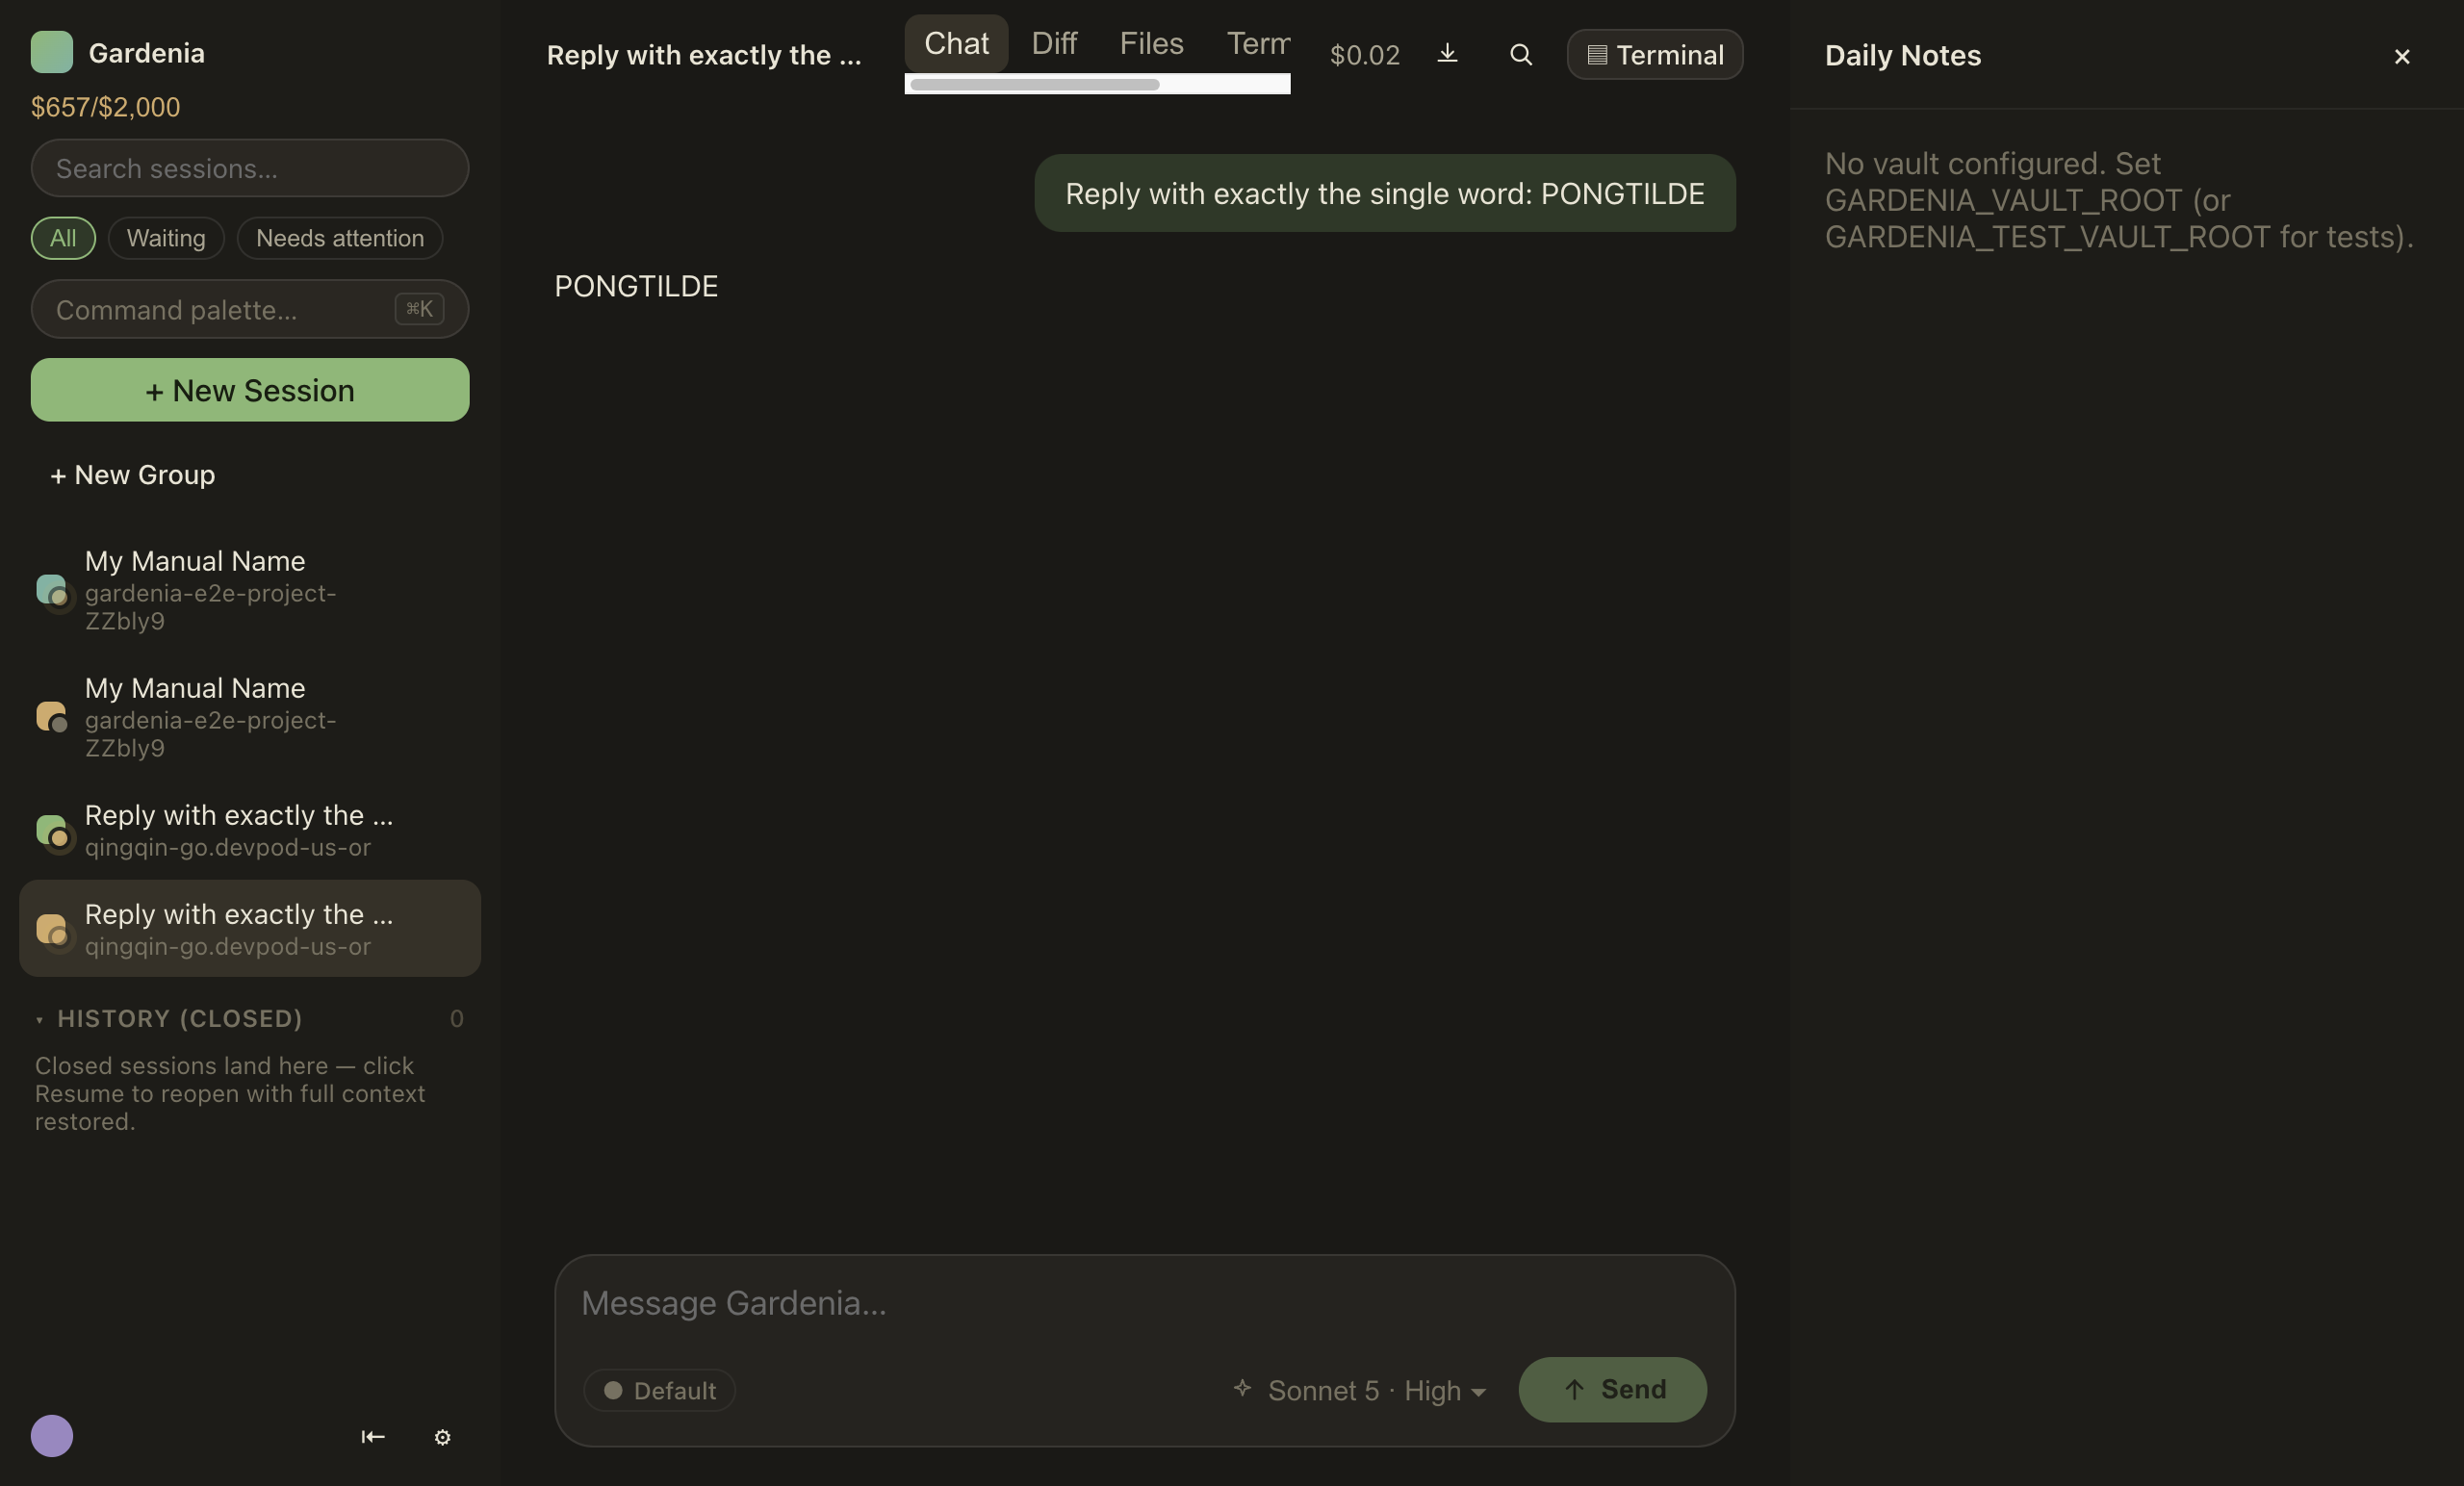 Gardenia
$657/$2,000
Search sessions...
All
Waiting
Needs attention
Command palette...
⌘K
+ New Session
+ New Group
My Manual Name
gardenia-e2e-project-
ZZbly9
My Manual Name
gardenia-e2e-project-
ZZbly9
Reply with exactly the ...
qingqin-go.devpod-us-or
Reply with exactly the ...
qingqin-go.devpod-us-or
HISTORY (CLOSED)
0
Closed sessions land here — click
Resume to reopen with full context
restored.
Reply with exactly the ...
Chat
Diff
Files
Term
$0.02
Terminal
Reply with exactly the single word: PONGTILDE
PONGTILDE
Message Gardenia...
Default
Sonnet 5 · High
Send
Daily Notes
No vault configured. Set
GARDENIA_VAULT_ROOT (or
GARDENIA_TEST_VAULT_ROOT for tests).